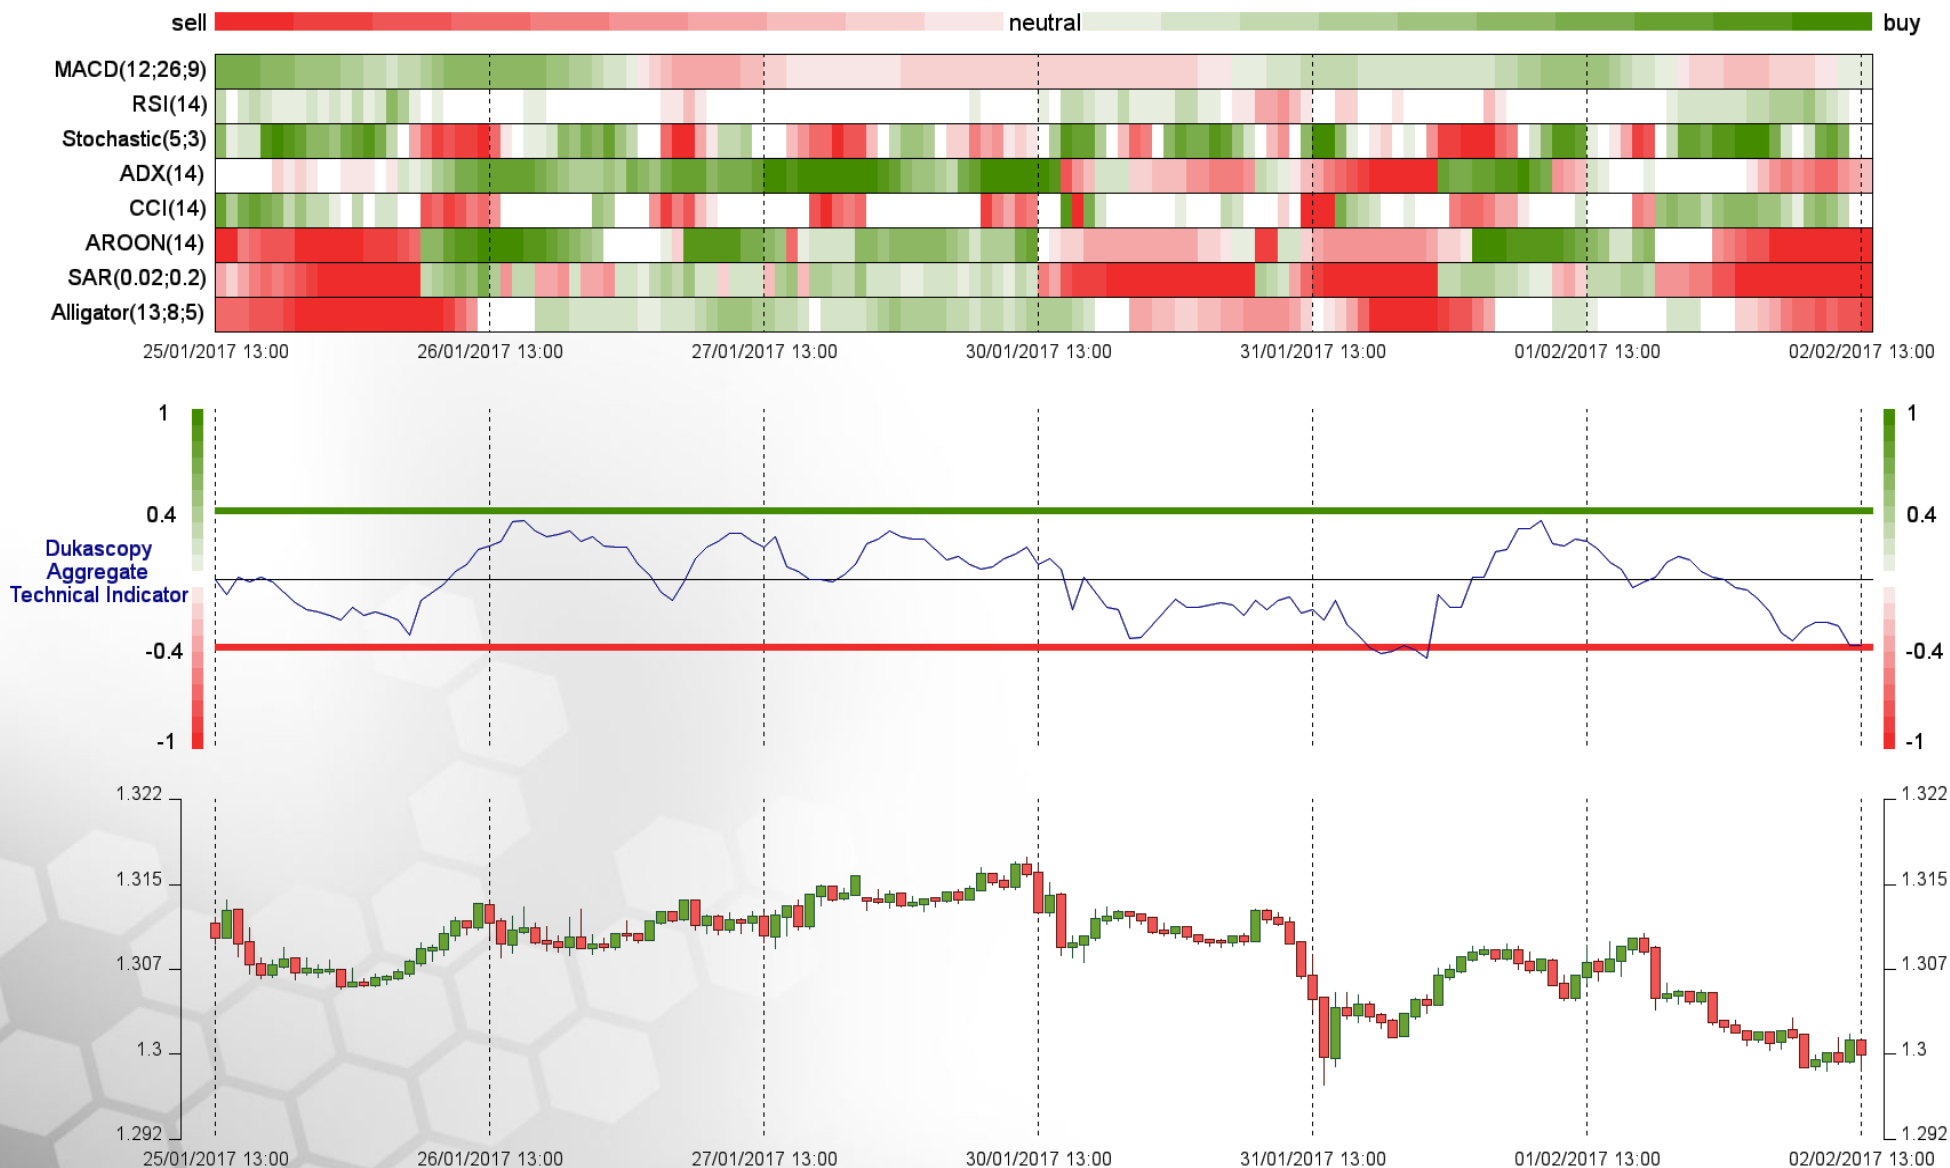 sell neutral buy
MACD(12;26;9)
RSI(14)
Stochastic(5;3)
ADX(14)
CCI(14)
AROON(14)
SAR(0.02;0.2)
Alligator(13;8;5)
25/01/2017 13:00 26/01/2017 13:00 27/01/2017 13:00 30/01/2017 13:00 31/01/2017 13:00 01/02/2017 13:00 02/02/2017 13:00
1 1
0.4 0.4
Dukascopy
Aggregate
Technical Indicator
-0.4 -0.4
-1 -1
1.322 1.322
1.315 1.315
1.307 1.307
1.3 1.3
1.292 1.292
25/01/2017 13:00 26/01/2017 13:00 27/01/2017 13:00 30/01/2017 13:00 31/01/2017 13:00 01/02/2017 13:00 02/02/2017 13:00